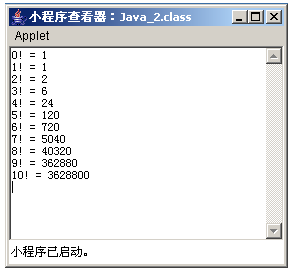 小程序查看器：Java_2.class
Applet
0! = 1
1! = 1
2! = 2
3! = 6
4! = 24
5! = 120
6! = 720
7! = 5040
8! = 40320
9! = 362880
10! = 3628800
小程序已启动。